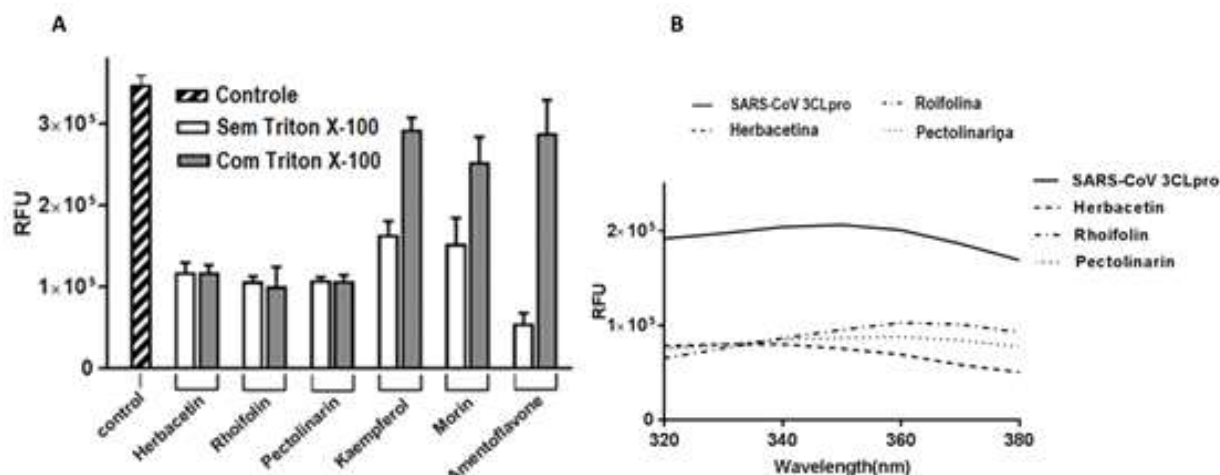 A
Controle
Sem Triton X-100
Com Triton X-100
3×10⁵
2×10⁵
1×10⁵
0
RFU
control
Herbacetin
Rhoifolin
Pectolinarin
Kaempferol
Morin
Amentoflavone
B
SARS-CoV 3CLpro
Roifolina
Herbacetina
Pectolinarina
SARS-CoV 3CLpro
Herbacetin
Rhoifolin
Pectolinarin
2×10⁵
1×10⁵
0
RFU
320
340
360
380
Wavelength(nm)